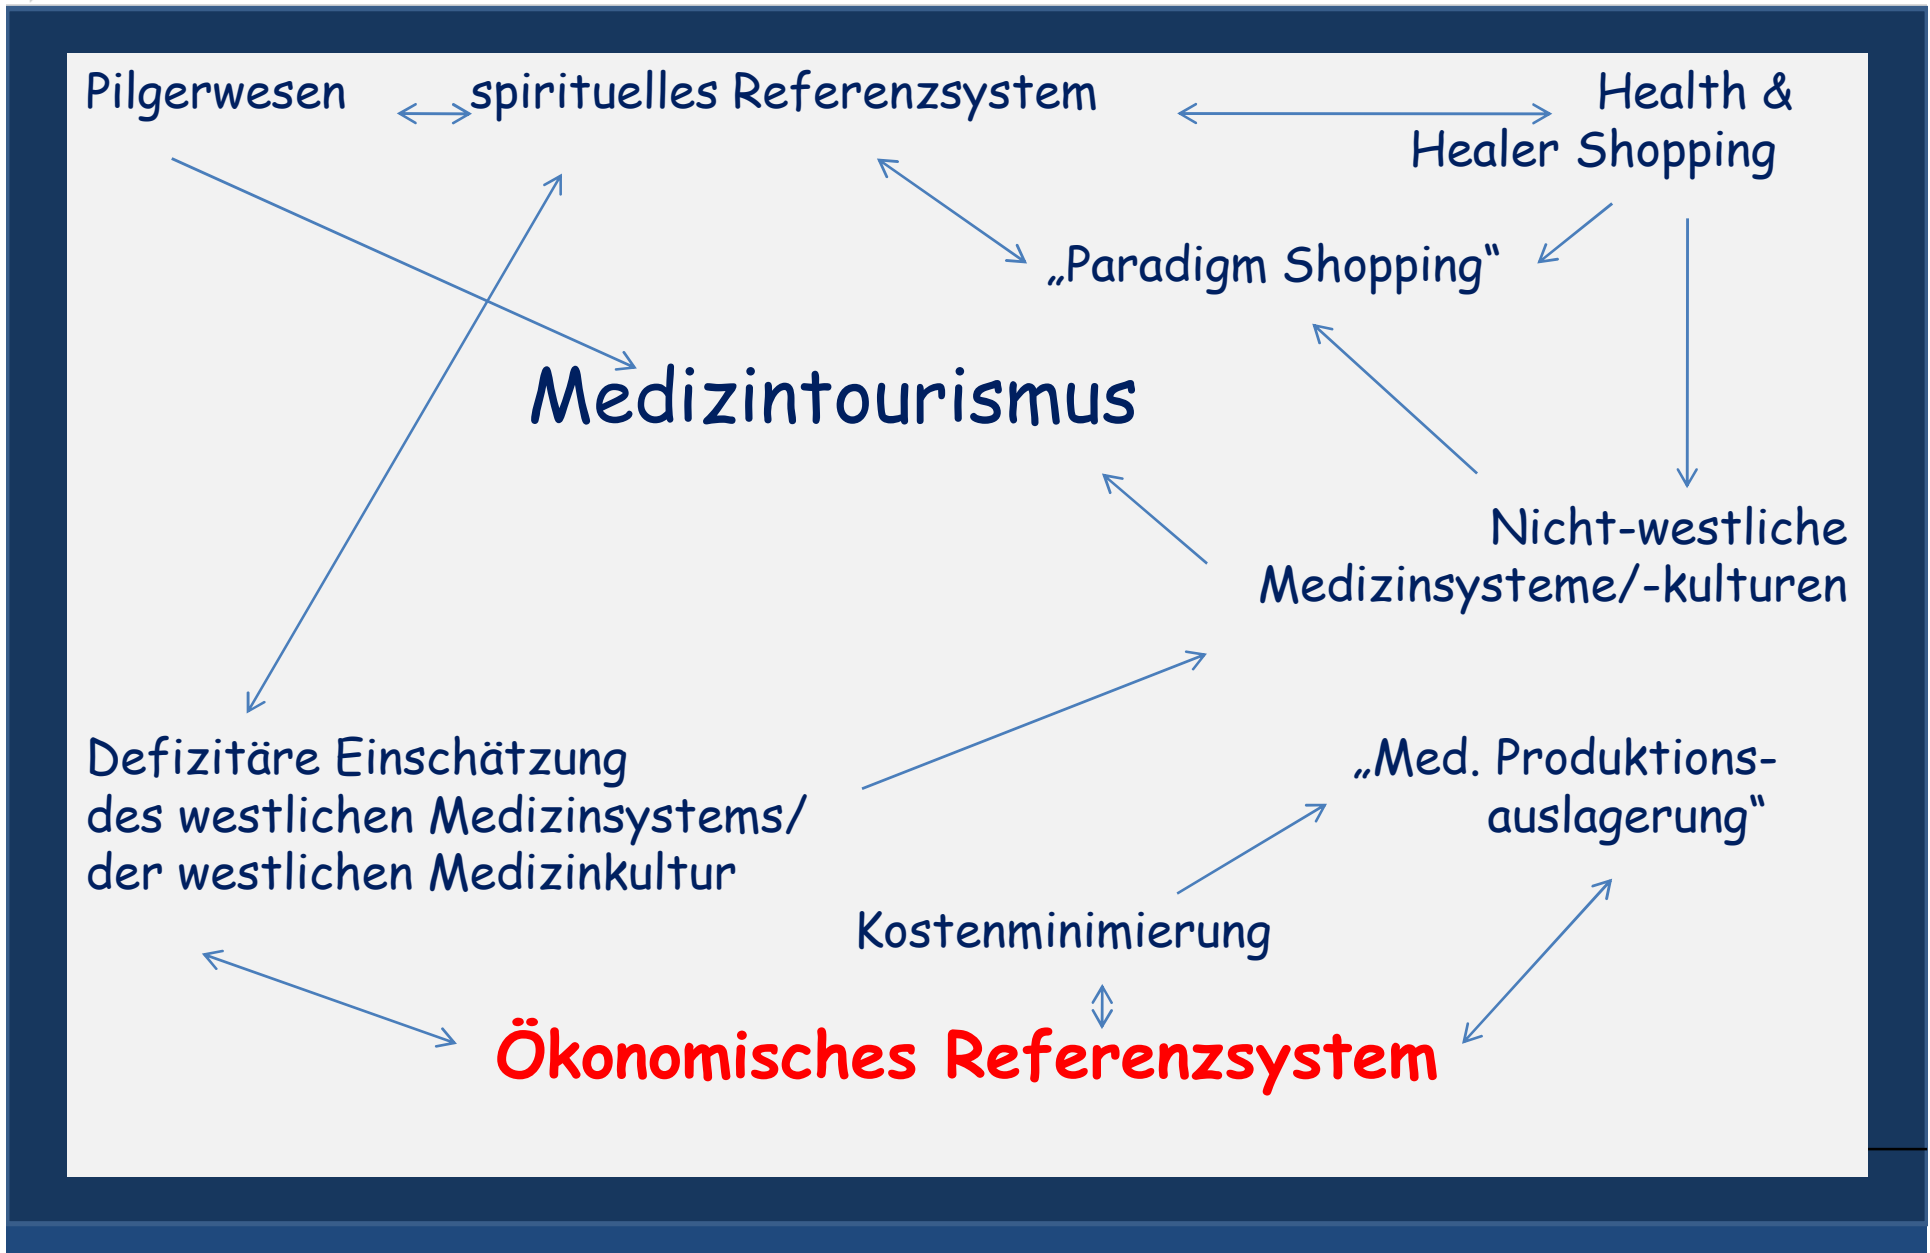 Pilgerwesen spirituelles Referenzsystem Health &
Healer Shopping
„Paradigm Shopping“
Medizintourismus
Nicht-westliche
Medizinsysteme/-kulturen
Defizitäre Einschätzung
des westlichen Medizinsystems/
der westlichen Medizinkultur
„Med. Produktions-
auslagerung“
Kostenminimierung
Ökonomisches Referenzsystem